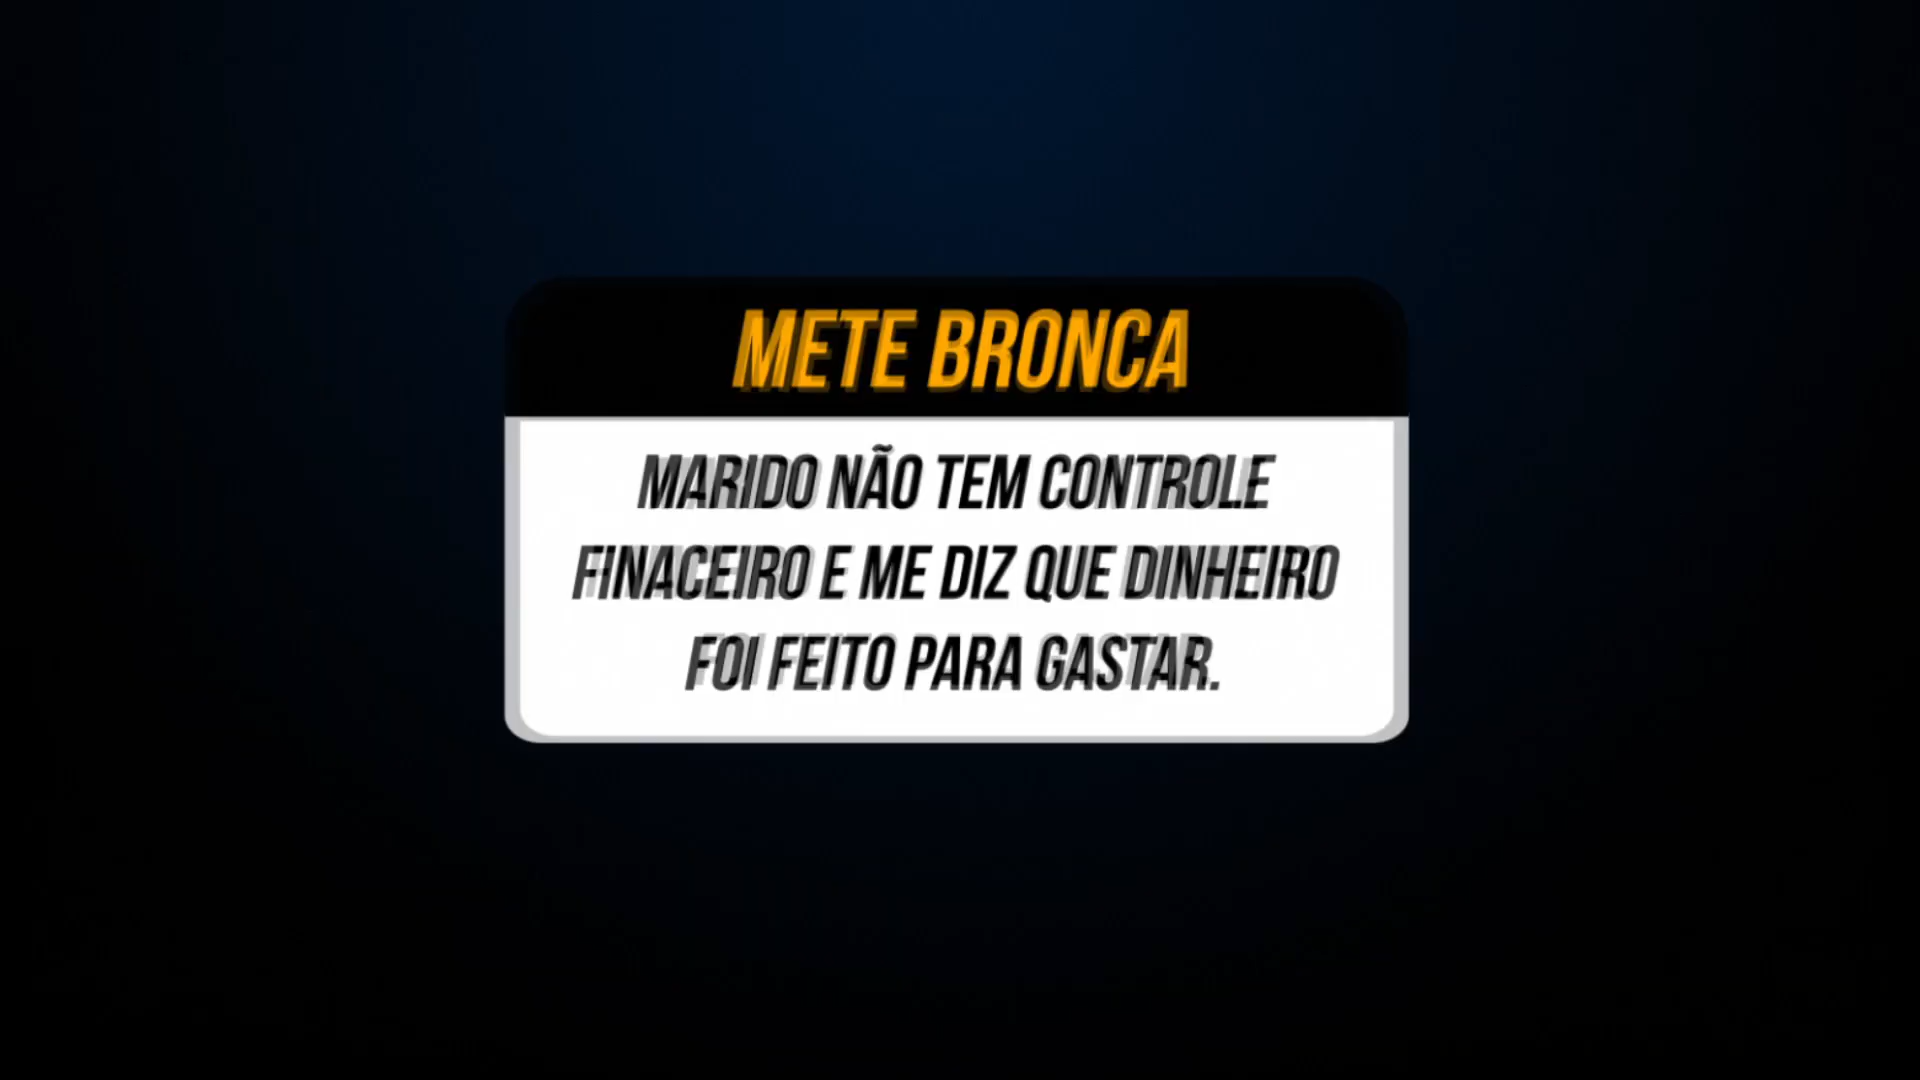 METE BRONCA
MARIDO NÃO TEM CONTROLE
FINACEIRO E ME DIZ QUE DINHEIRO
FOI FEITO PARA GASTAR.